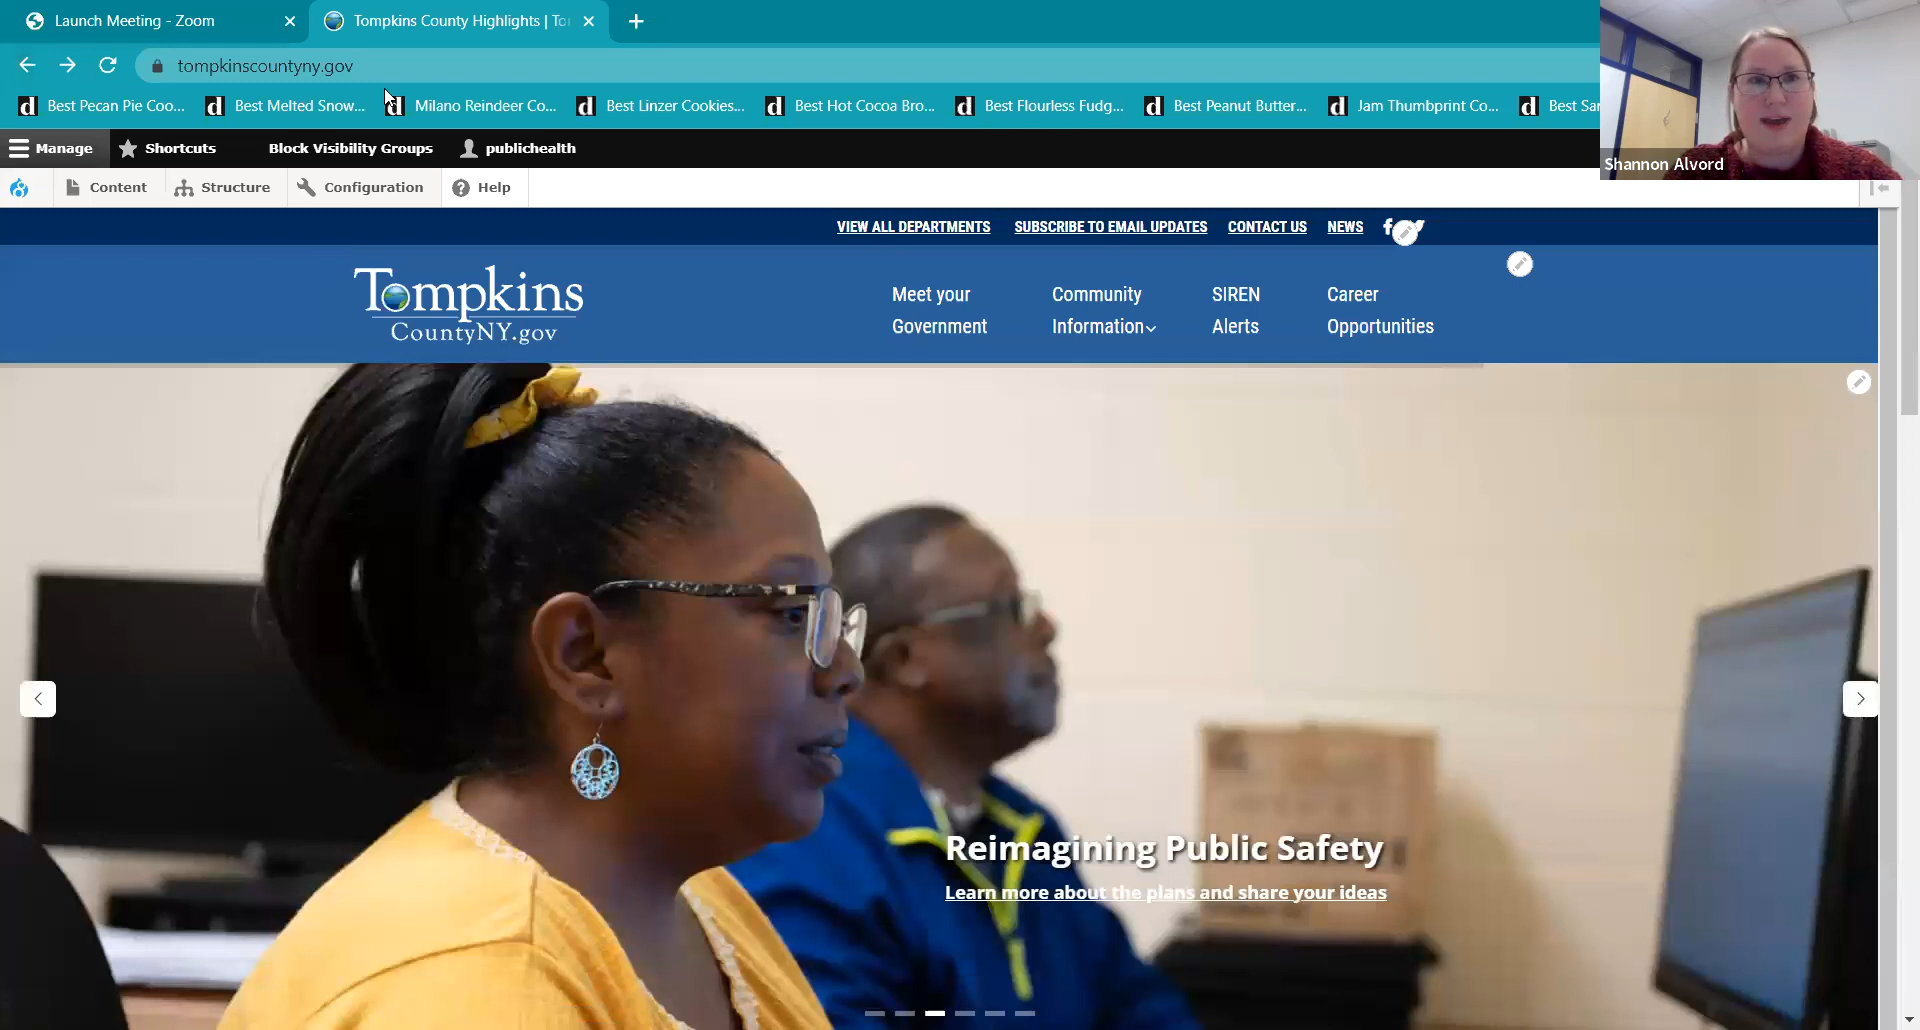 Launch Meeting - Zoom
Tompkins County Highlights | To
tompkinscountyny.gov
Best Pecan Pie Coo...
Best Melted Snow...
Milano Reindeer Co...
Best Linzer Cookies...
Best Hot Cocoa Bro...
Best Flourless Fudg...
Best Peanut Butter...
Jam Thumbprint Co...
Best Sa
Manage
Shortcuts
Block Visibility Groups
publichealth
Shannon Alvord
Content
Structure
Configuration
Help
VIEW ALL DEPARTMENTS
SUBSCRIBE TO EMAIL UPDATES
CONTACT US
NEWS
Tompkins
CountyNY.gov
Meet your
Government
Community
Information
SIREN
Alerts
Career
Opportunities
Reimagining Public Safety
Learn more about the plans and share your ideas